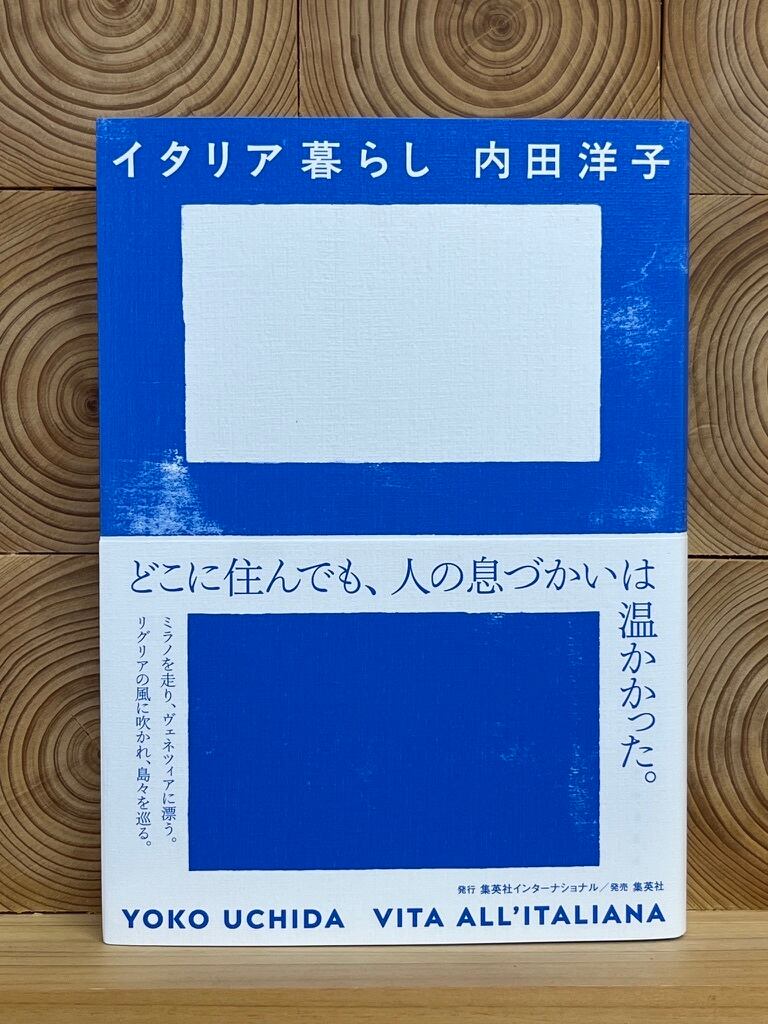 イタリア暮らし 内田洋子
どこに住んでも、人の息づかいは
温かかった。
ミラノを走り、ヴェネツィアに漂う。
リグリアの風に吹かれ、島々を巡る。
発行 集英社インターナショナル／発売 集英社
YOKO UCHIDA VITA ALL'ITALIANA